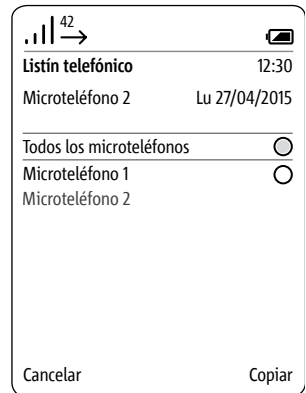 42
Listín telefónico 12:30
Microteléfono 2 Lu 27/04/2015
Todos los microteléfonos
Microteléfono 1
Microteléfono 2
Cancelar Copiar